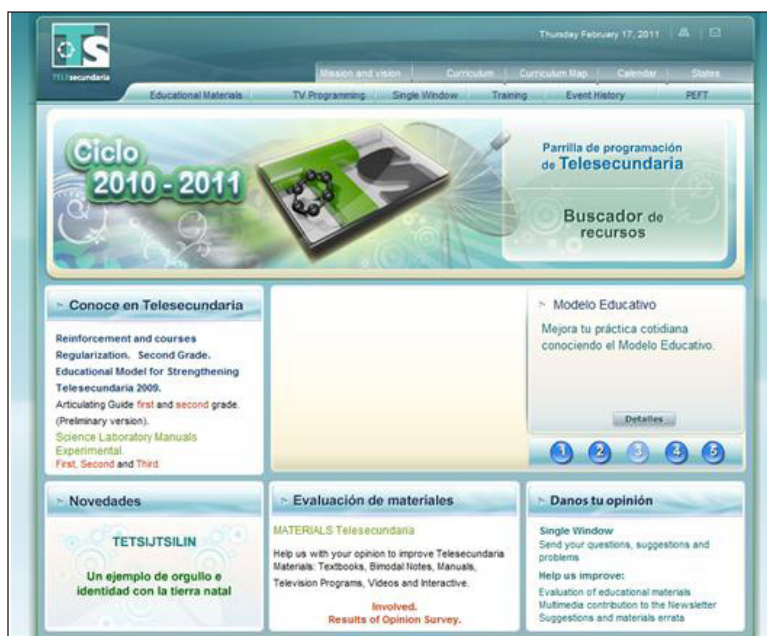 Thursday February 17, 2011
TS
TELEsecundaria
Mission and vision Curriculum Curriculum Map Calendar States
Educational Materials TV Programming Single Window Training Event History PEFT
Ciclo
2010 - 2011
Parrilla de programación
de Telesecundaria
Buscador de
recursos
Conoce en Telesecundaria
Reinforcement and courses
Regularization. Second Grade.
Educational Model for Strengthening
Telesecundaria 2009.
Articulating Guide first and second grade.
(Preliminary version).
Science Laboratory Manuals
Experimental.
First, Second and Third.
Modelo Educativo
Mejora tu práctica cotidiana
conociendo el Modelo Educativo.
Detalles
1 2 3 4 5
Novedades
TETSIJTSILIN
Un ejemplo de orgullo e
identidad con la tierra natal
Evaluación de materiales
MATERIALS Telesecundaria
Help us with your opinion to improve Telesecundaria
Materials: Textbooks, Bimodal Notes, Manuals,
Television Programs, Videos and Interactive.
Involved.
Results of Opinion Survey.
Danos tu opinión
Single Window
Send your questions, suggestions and
problems
Help us improve:
Evaluation of educational materials
Multimedia contribution to the Newsletter
Suggestions and materials errata